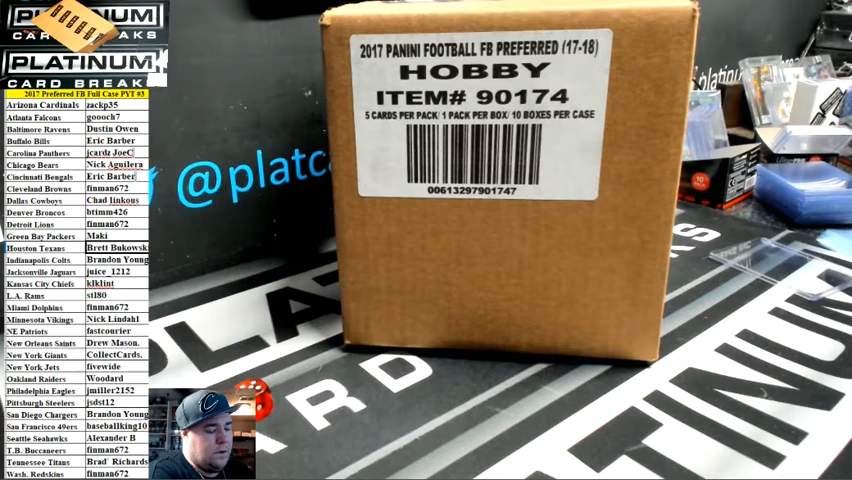 PLATINUM
CARD BREAKS
PLATINUM
CARD BREAKS
2017 Preferred FB Full Case PYT #3
Arizona Cardinals zackp35
Atlanta Falcons goooch7
Baltimore Ravens Dustin Owen
Buffalo Bills Eric Barber
Carolina Panthers jcardz JoeC
Chicago Bears Nick Aguilera
Cincinnati Bengals Eric Barber
Cleveland Browns finman672
Dallas Cowboys Chad linkous
Denver Broncos btimm426
Detroit Lions finman672
Green Bay Packers Maki
Houston Texans Brett Bukowski
Indianapolis Colts Brandon Young
Jacksonville Jaguars juice_1212
Kansas City Chiefs klklint
L.A. Rams stl80
Miami Dolphins finman672
Minnesota Vikings Nick Lindahl
NE Patriots fastcourier
New Orleans Saints Drew Mason.
New York Giants CollectCards.
New York Jets fivewide
Oakland Raiders Woodard
Philadelphia Eagles jmiller2152
Pittsburgh Steelers jsdst12
San Diego Chargers Brandon Young
San Francisco 49ers baseballking10
Seattle Seahawks Alexander B
T.B. Buccaneers finman672
Tennessee Titans Brad Richards
Wash. Redskins finman672
2017 PANINI FOOTBALL FB PREFERRED (17-18)
HOBBY
ITEM# 90174
5 CARDS PER PACK/ 1 PACK PER BOX/ 10 BOXES PER CASE
00613297901747
@platc
PLAT
ARD
REAKS
PLATINUM